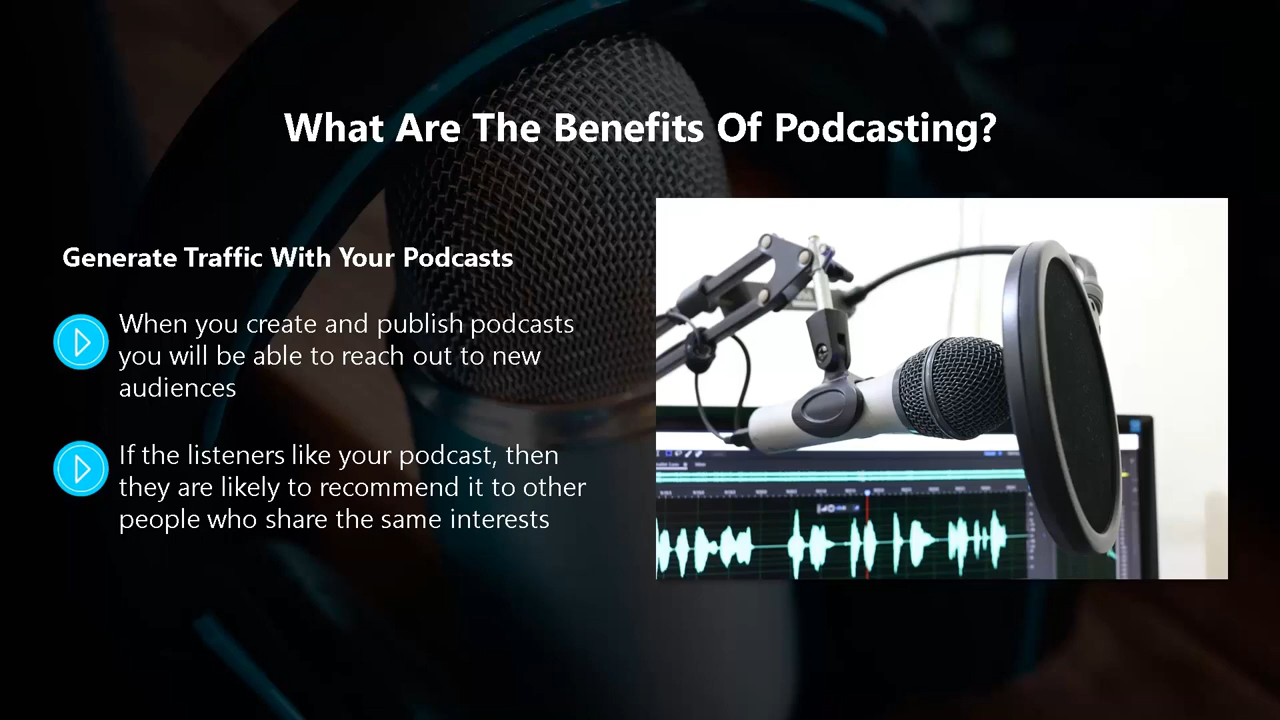 What Are The Benefits Of Podcasting?
Generate Traffic With Your Podcasts
When you create and publish podcasts
you will be able to reach out to new
audiences
If the listeners like your podcast, then
they are likely to recommend it to other
people who share the same interests